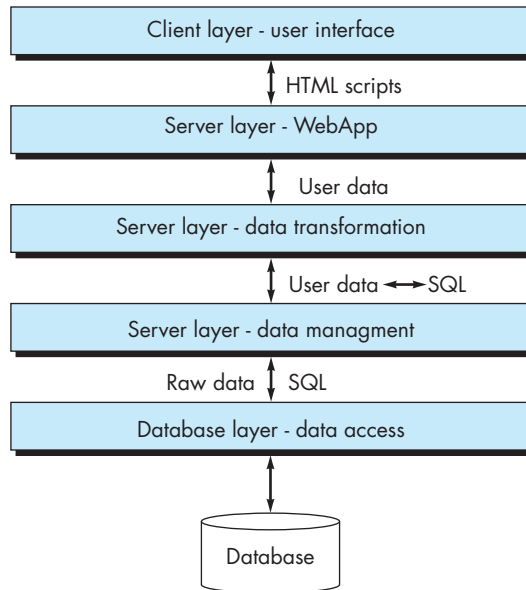 Client layer - user interface
HTML scripts
Server layer - WebApp
User data
Server layer - data transformation
User data SQL
Server layer - data managment
Raw data SQL
Database layer - data access
Database